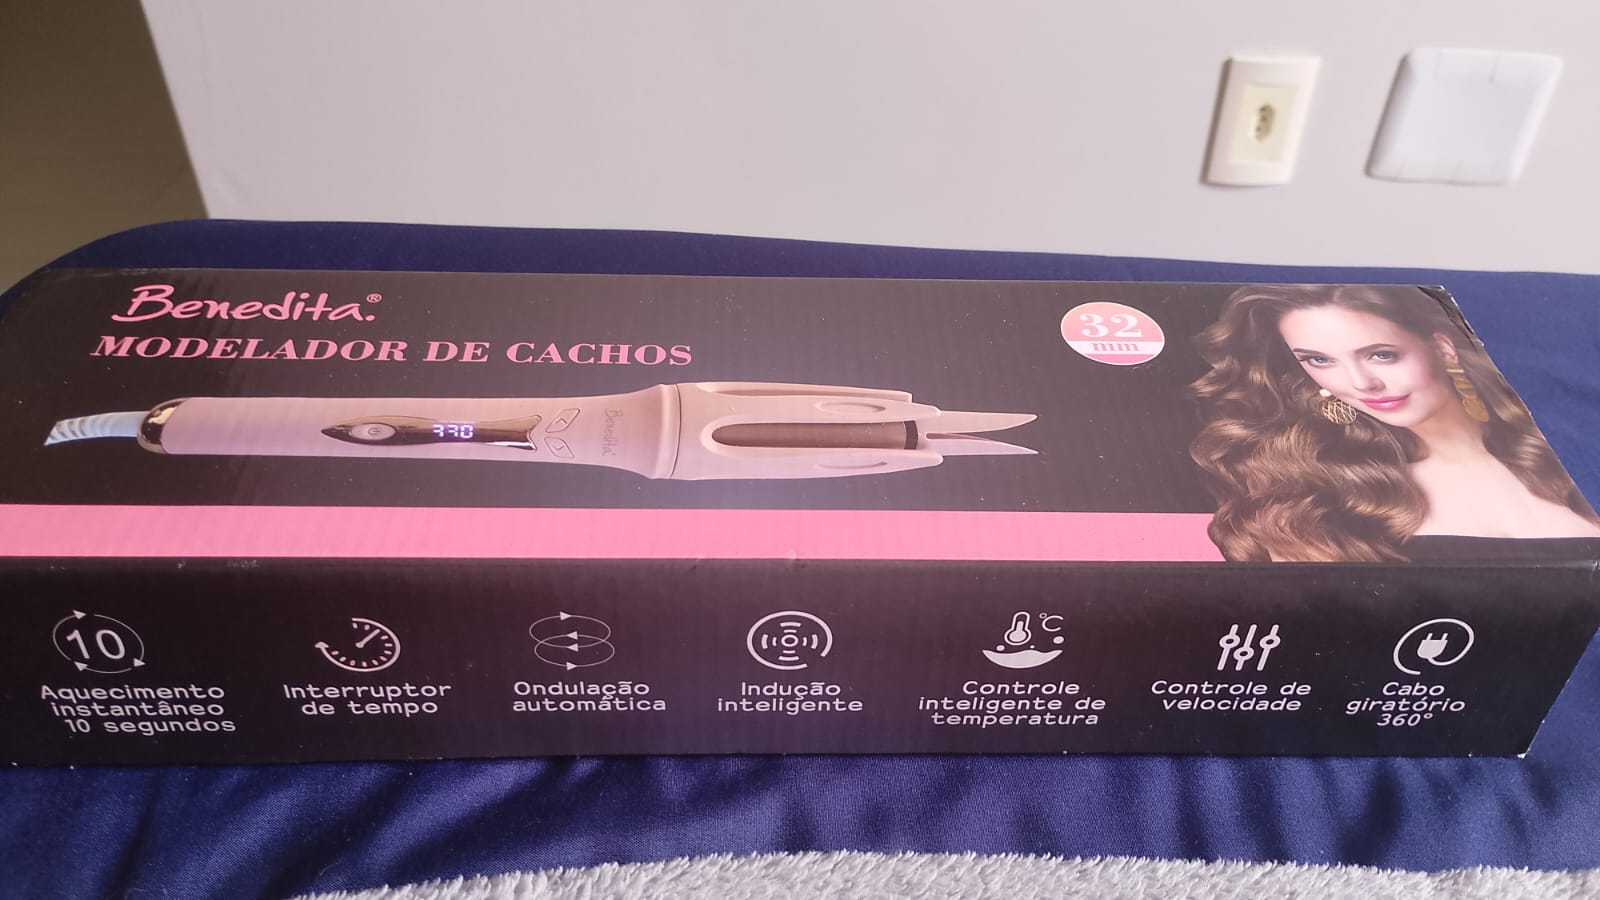 Benedita.®
MODELADOR DE CACHOS
32
mm
330
Benedita
10
Aquecimento
instantâneo
10 segundos
Interruptor
de tempo
Ondulação
automática
Indução
inteligente
°C
Controle
inteligente de
temperatura
Controle de
velocidade
Cabo
giratório
360°